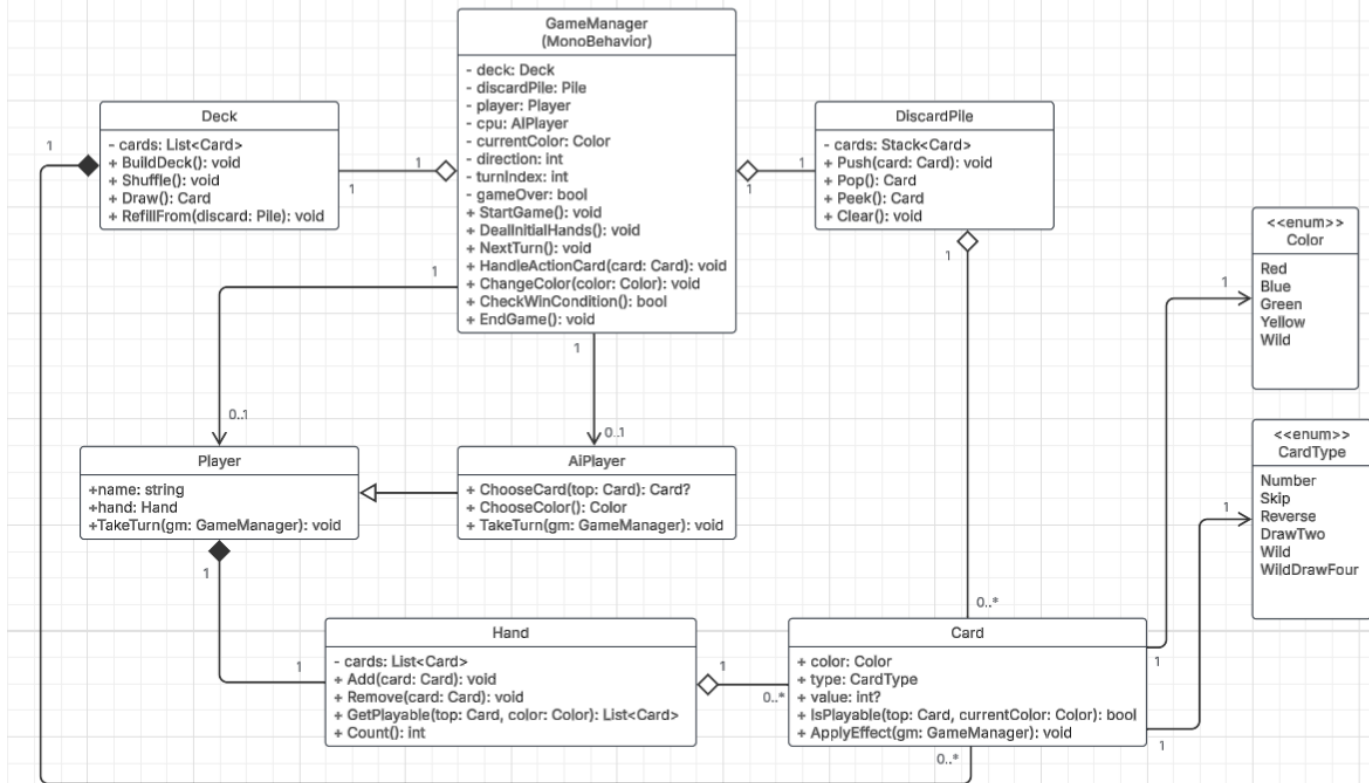 GameManager
(MonoBehavior)
- deck: Deck
- discardPile: Pile
- player: Player
- cpu: AIPlayer
- currentColor: Color
- direction: int
- turnIndex: int
- gameOver: bool
+ StartGame(): void
+ DealInitialHands(): void
+ NextTurn(): void
+ HandleActionCard(card: Card): void
+ ChangeColor(color: Color): void
+ CheckWinCondition(): bool
+ EndGame(): void
Deck
- cards: List<Card>
+ BuildDeck(): void
+ Shuffle(): void
+ Draw(): Card
+ RefillFrom(discard: Pile): void
DiscardPile
- cards: Stack<Card>
+ Push(card: Card): void
+ Pop(): Card
+ Peek(): Card
+ Clear(): void
1
1
1
1
1
1
1
1
0..1
0..1
<<enum>>
Color
Red
Blue
Green
Yellow
Wild
1
<<enum>>
CardType
Number
Skip
Reverse
DrawTwo
Wild
WildDrawFour
1
Player
+name: string
+hand: Hand
+TakeTurn(gm: GameManager): void
AiPlayer
+ ChooseCard(top: Card): Card?
+ ChooseColor(): Color
+ TakeTurn(gm: GameManager): void
1
1
0..*
Hand
- cards: List<Card>
+ Add(card: Card): void
+ Remove(card: Card): void
+ GetPlayable(top: Card, color: Color): List<Card>
+ Count(): int
1
0..*
Card
+ color: Color
+ type: CardType
+ value: int?
+ IsPlayable(top: Card, currentColor: Color): bool
+ ApplyEffect(gm: GameManager): void
1
1
0..*